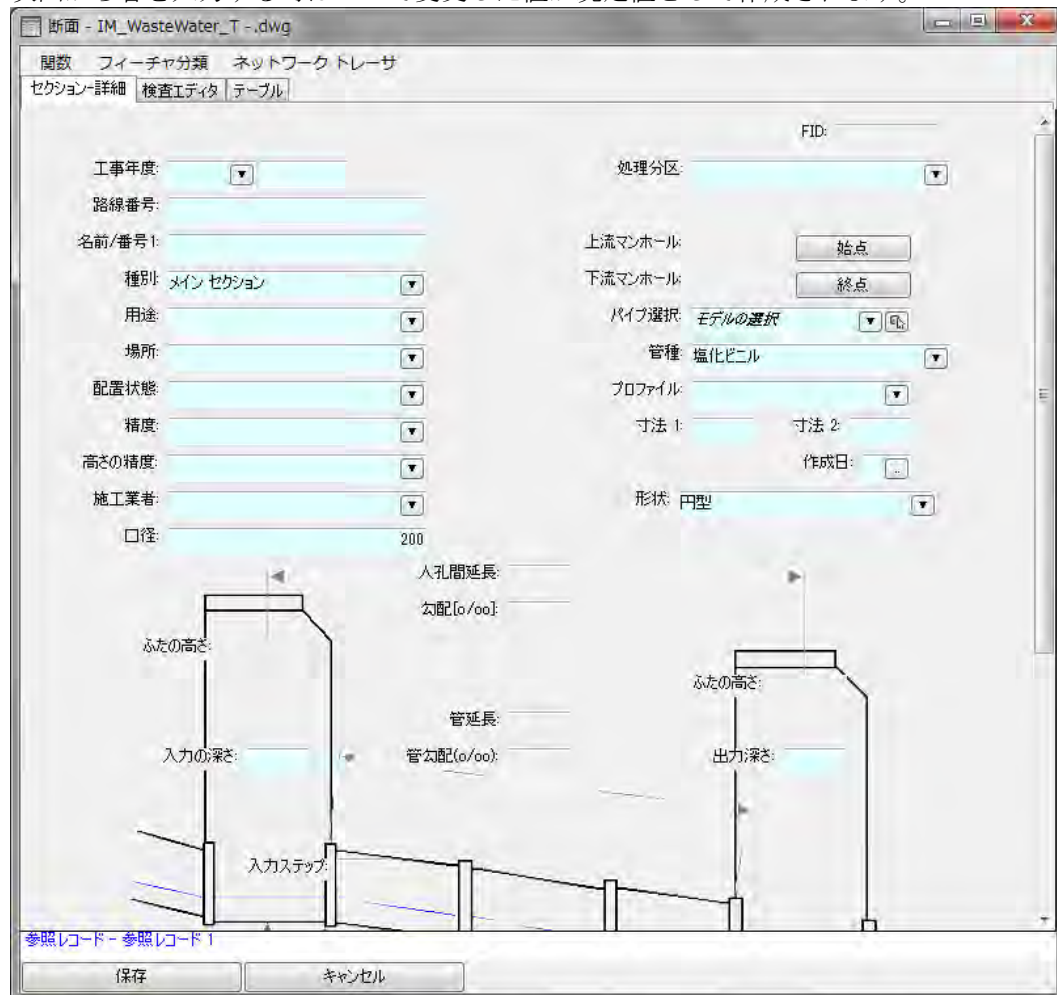 断面 - IM_WasteWater_T -.dwg
関数 フィーチャ分類 ネットワーク トレーサ
セクション-詳細 検査エディタ テーブル
FID:
工事年度: 処理分区:
路線番号:
名前/番号1: 上流マンホール: 始点
種別: メイン セクション 下流マンホール: 終点
用途: パイプ選択: モデルの選択
場所: 管種: 塩化ビニル
配置状態: プロファイル:
精度: 寸法 1: 寸法 2:
高さの精度: 作成日: ...
施工業者: 形状: 円型
口径: 200
人孔間延長:
勾配[o/oo]:
ふたの高さ:
ふたの高さ:
管延長:
入力の深さ: 管勾配(o/oo): 出力深さ:
入力ステップ:
参照レコード - 参照レコード 1
保存 キャンセル